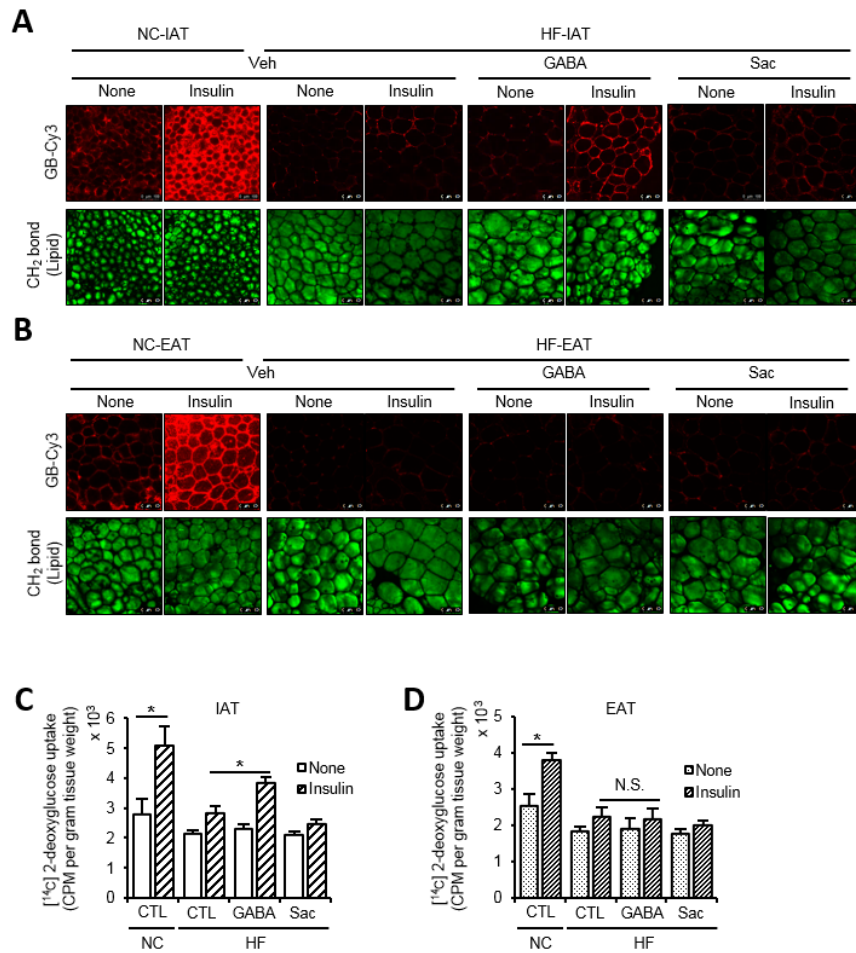 A
NC-IAT HF-IAT
Veh GABA Sac
None Insulin None Insulin None Insulin None Insulin
GB-Cy3
CH₂ bond
(Lipid)
B
NC-EAT HF-EAT
Veh GABA Sac
None Insulin None Insulin None Insulin None Insulin
GB-Cy3
CH₂ bond
(Lipid)
C
IAT
[¹⁴C] 2-deoxyglucose uptake
(CPM per gram tissue weight)
x 10³
6
5
4
3
2
1
0
*
*
None
Insulin
CTL CTL GABA Sac
NC HF
D
EAT
[¹⁴C] 2-deoxyglucose uptake
(CPM per gram tissue weight)
x 10³
5
4
3
2
1
0
*
N.S.
None
Insulin
CTL CTL GABA Sac
NC HF